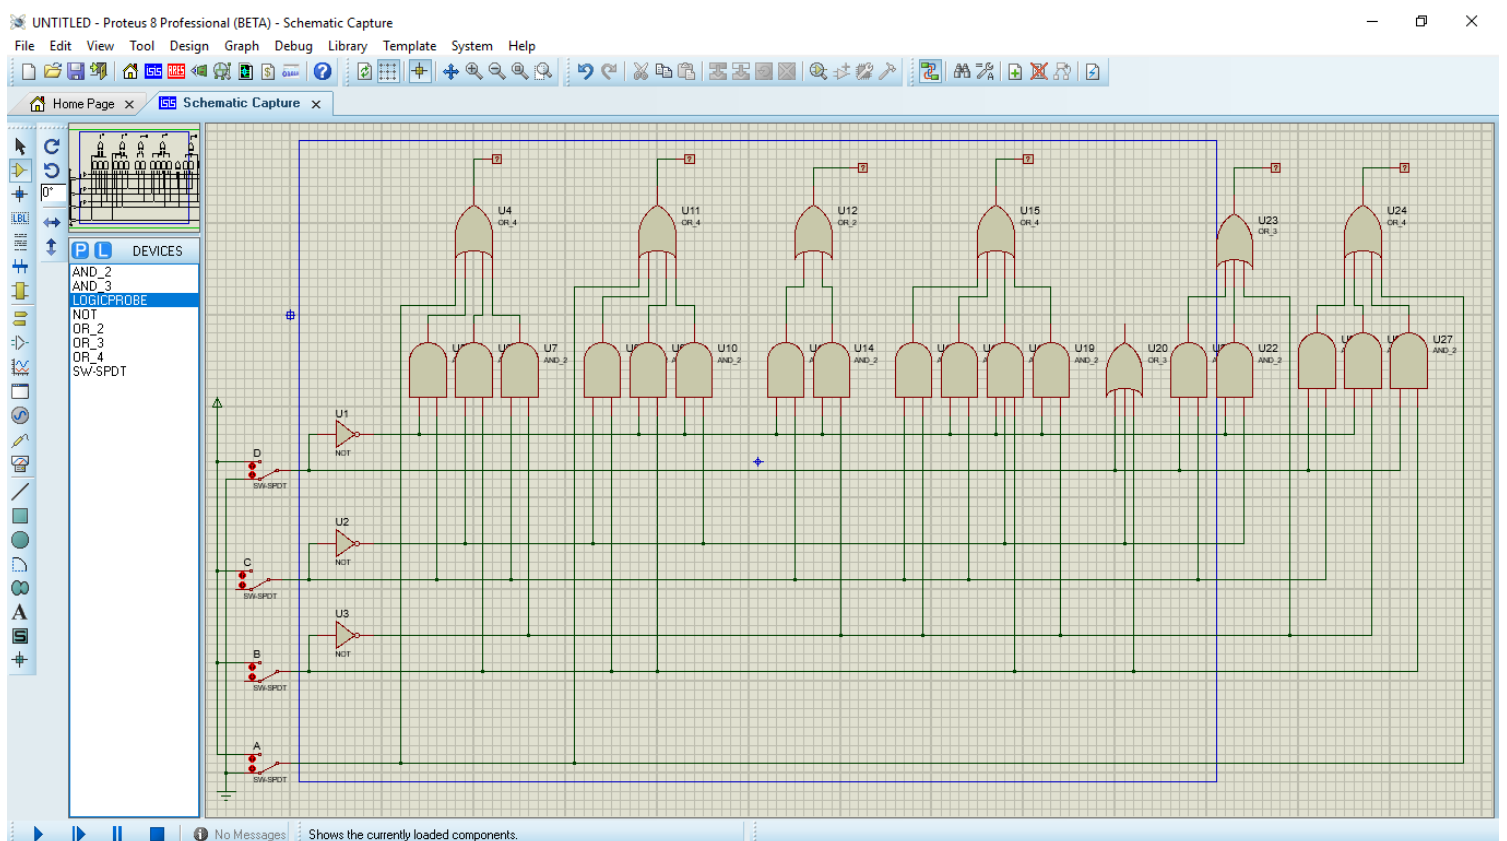 UNTITLED - Proteus 8 Professional (BETA) - Schematic Capture
File Edit View Tool Design Graph Debug Library Template System Help
Home Page Schematic Capture
0°
LBL
P L DEVICES
AND_2
AND_3
LOGICPROBE
NOT
OR_2
OR_3
OR_4
SW-SPDT
A
S
? ? ? ? ? ?
U4
OR_4
U11
OR_4
U12
OR_2
U15
OR_4
U23
OR_3
U24
OR_4
U7
AND_2
U10
AND_2
U14
AND_2
U19
AND_2
U20
OR_3
U22
AND_2
U27
AND_2
U1
NOT
D
SW-SPDT
U2
NOT
C
SW-SPDT
U3
NOT
B
SW-SPDT
A
SW-SPDT
No Messages Shows the currently loaded components.